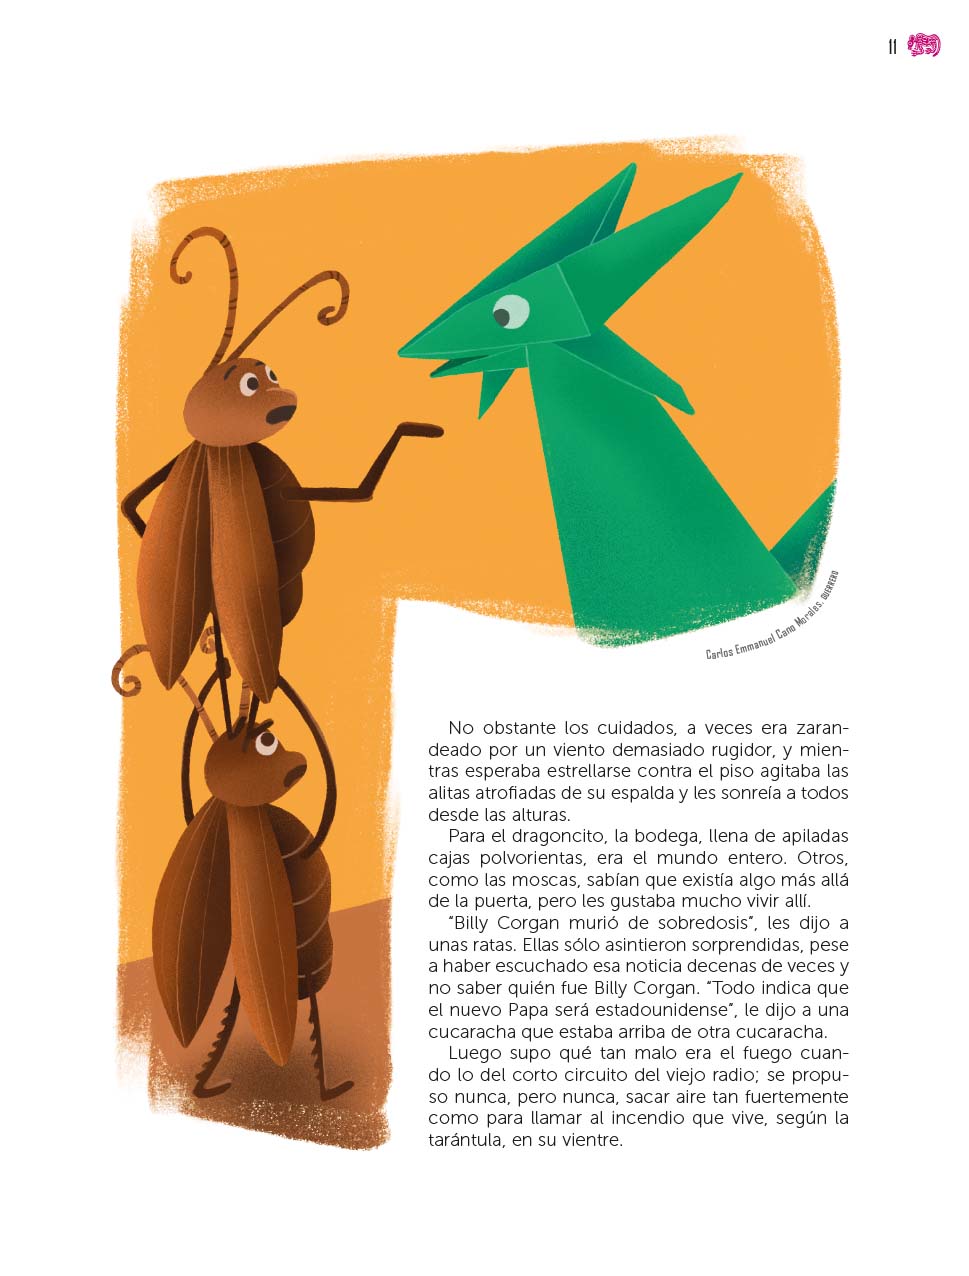 11
Carlos Emmanuel Cano Morales, GUERRERO
No obstante los cuidados, a veces era zaran-
deado por un viento demasiado rugidor, y mien-
tras esperaba estrellarse contra el piso agitaba las
alitas atrofiadas de su espalda y les sonreía a todos
desde las alturas.
Para el dragoncito, la bodega, llena de apiladas
cajas polvorientas, era el mundo entero. Otros,
como las moscas, sabían que existía algo más allá
de la puerta, pero les gustaba mucho vivir allí.
“Billy Corgan murió de sobredosis”, les dijo a
unas ratas. Ellas sólo asintieron sorprendidas, pese
a haber escuchado esa noticia decenas de veces y
no saber quién fue Billy Corgan. “Todo indica que
el nuevo Papa será estadounidense”, le dijo a una
cucaracha que estaba arriba de otra cucaracha.
Luego supo qué tan malo era el fuego cuan-
do lo del corto circuito del viejo radio; se propu-
so nunca, pero nunca, sacar aire tan fuertemente
como para llamar al incendio que vive, según la
tarántula, en su vientre.